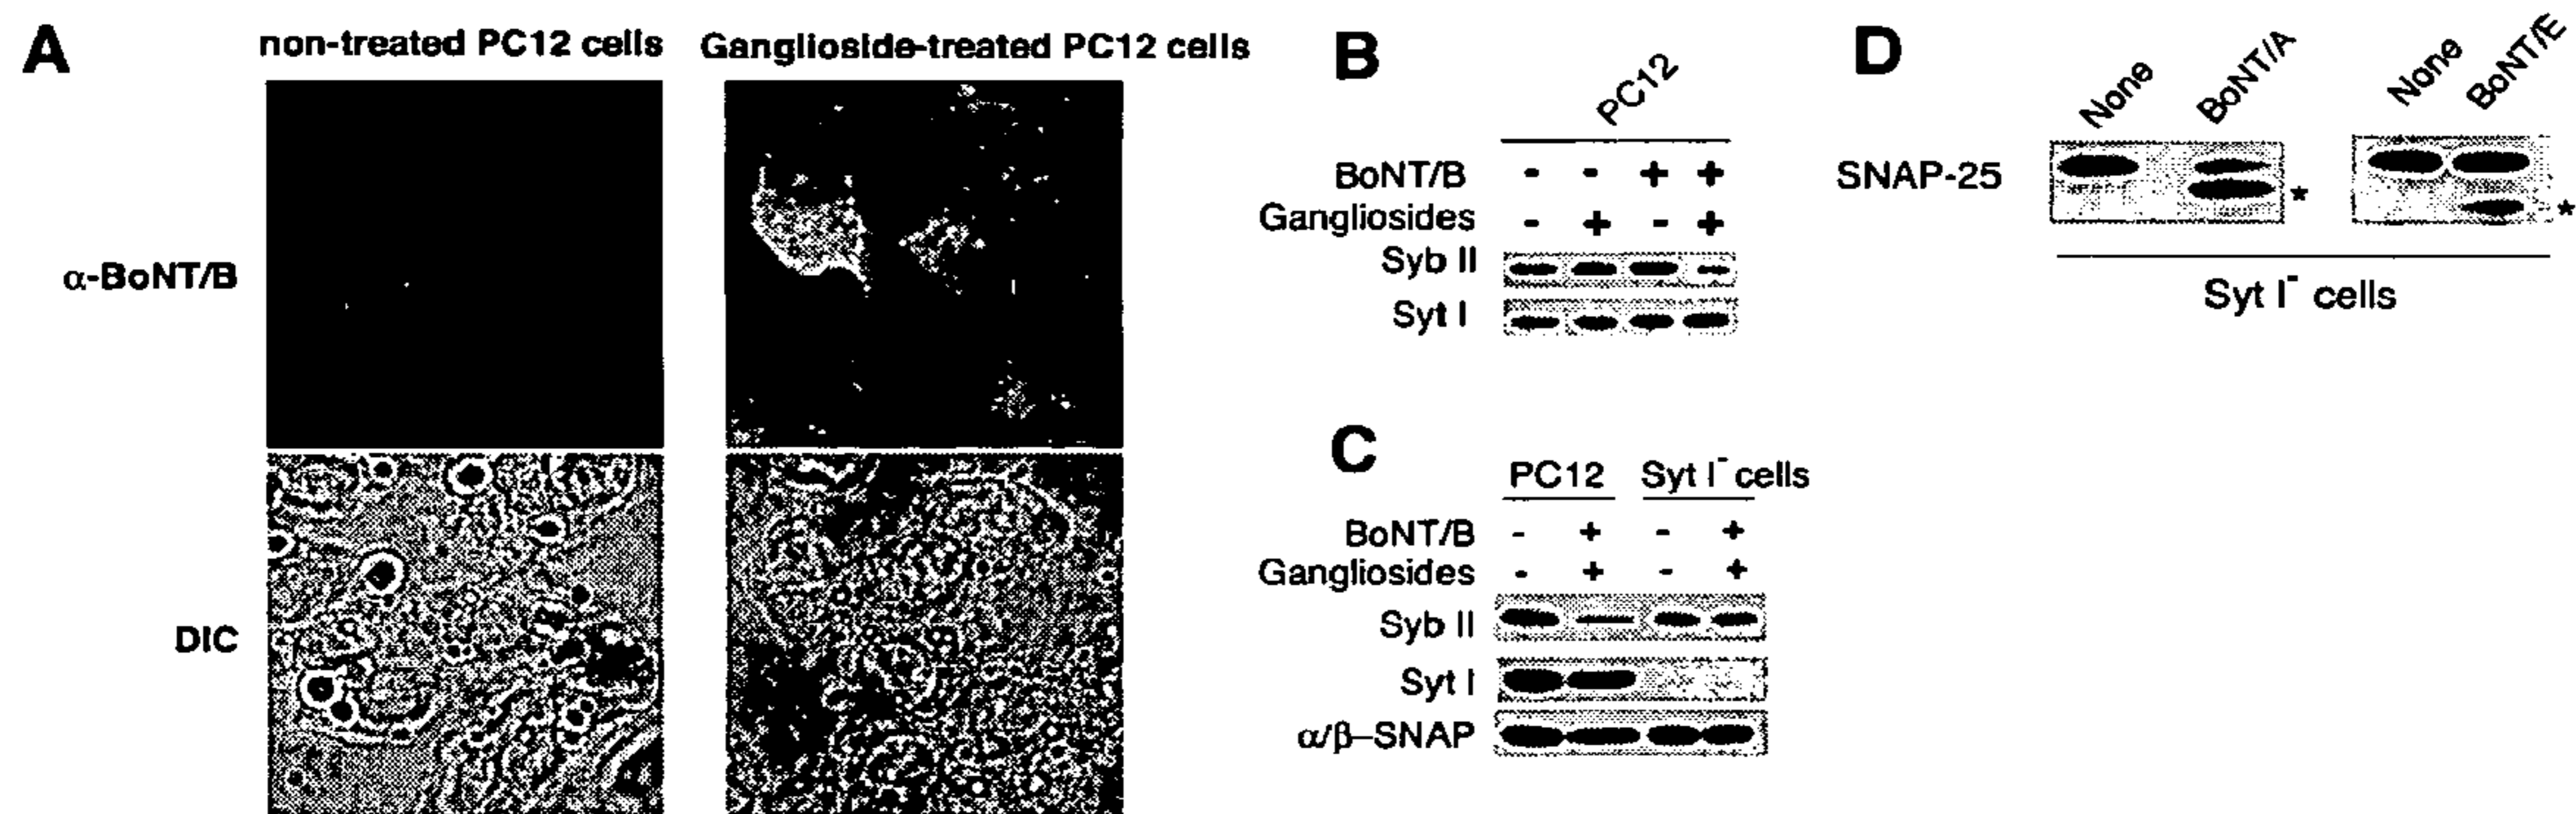 A
non-treated PC12 cells
Ganglioside-treated PC12 cells
α-BoNT/B
DIC
B
PC12
BoNT/B - - + +
Gangliosides - + - +
Syb II
Syt I
C
PC12 Syt I⁻ cells
BoNT/B - + - +
Gangliosides - + - +
Syb II
Syt I
α/β–SNAP
D
None BoNT/A None BoNT/E
SNAP-25 * *
Syt I⁻ cells